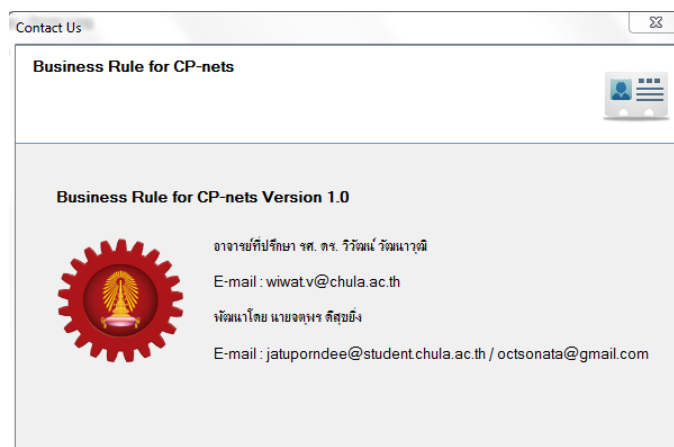 Contact Us
Business Rule for CP-nets
Business Rule for CP-nets Version 1.0
อาจารย์ที่ปรึกษา รศ. ดร. วิวัฒน์ วัฒนาวุฒิ
E-mail : wiwat.v@chula.ac.th
พัฒนาโดย นายจตุพร ดีสุขยิ่ง
E-mail : jatuporndee@student.chula.ac.th / octsonata@gmail.com